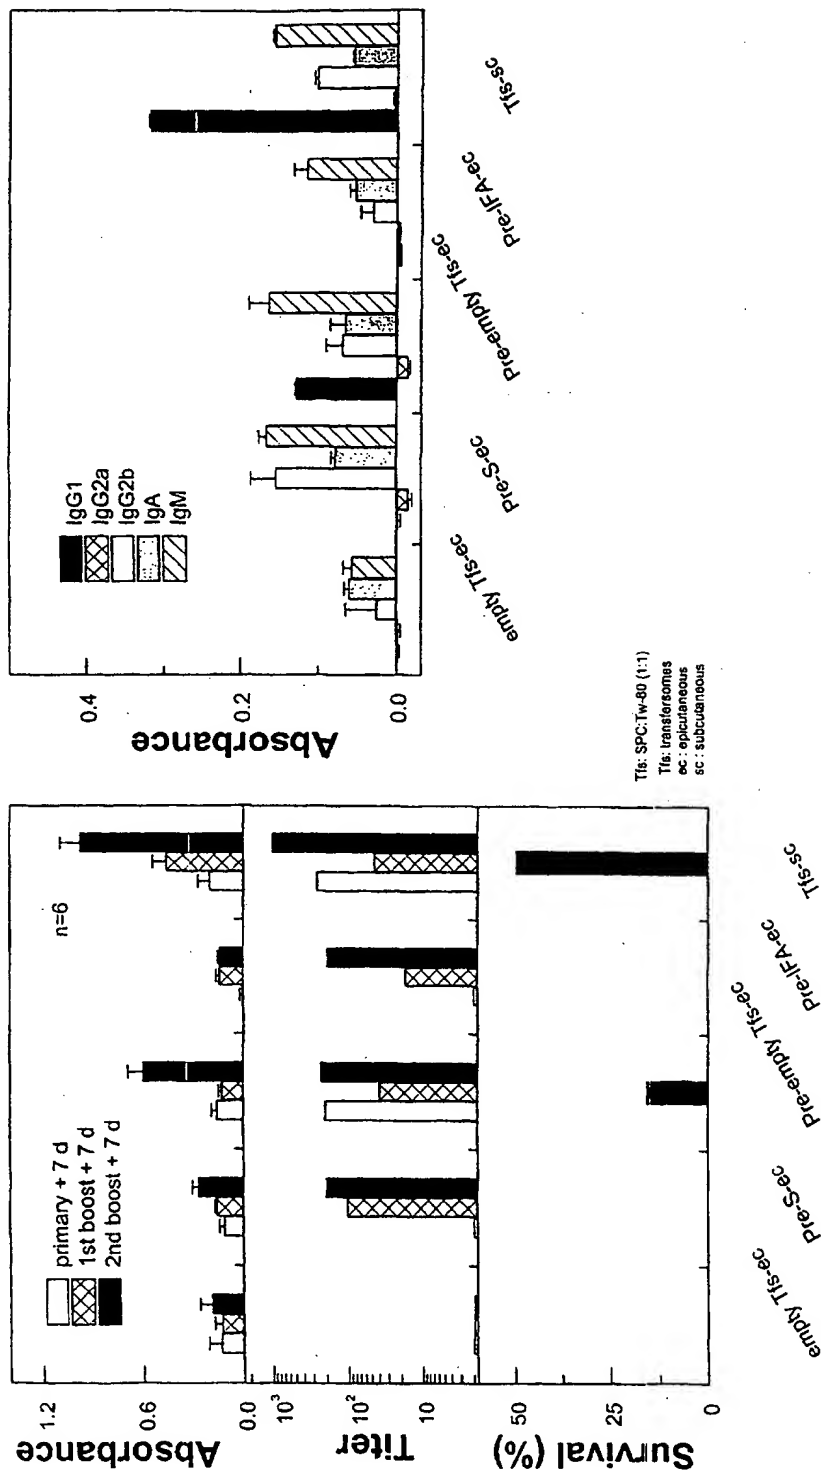 Absorbance
1.2
0.6
0.0
primary + 7 d
1st boost + 7 d
2nd boost + 7 d
n=6
Titer
10³
10²
10
Survival (%)
50
25
0
empty Tfs-ec
Pre-S-ec
Pre-empty Tfs-ec
Pre-IFA-ec
Tfs-sc
Absorbance
0.4
0.2
0.0
IgG1
IgG2a
IgG2b
IgA
IgM
empty Tfs-ec
Pre-S-ec
Pre-empty Tfs-ec
Pre-IFA-ec
Tfs-sc
Tfs: SPC:Tw-80 (1:1)
Tfs: transfersomes
ec : epicutaneous
sc : subcutaneous